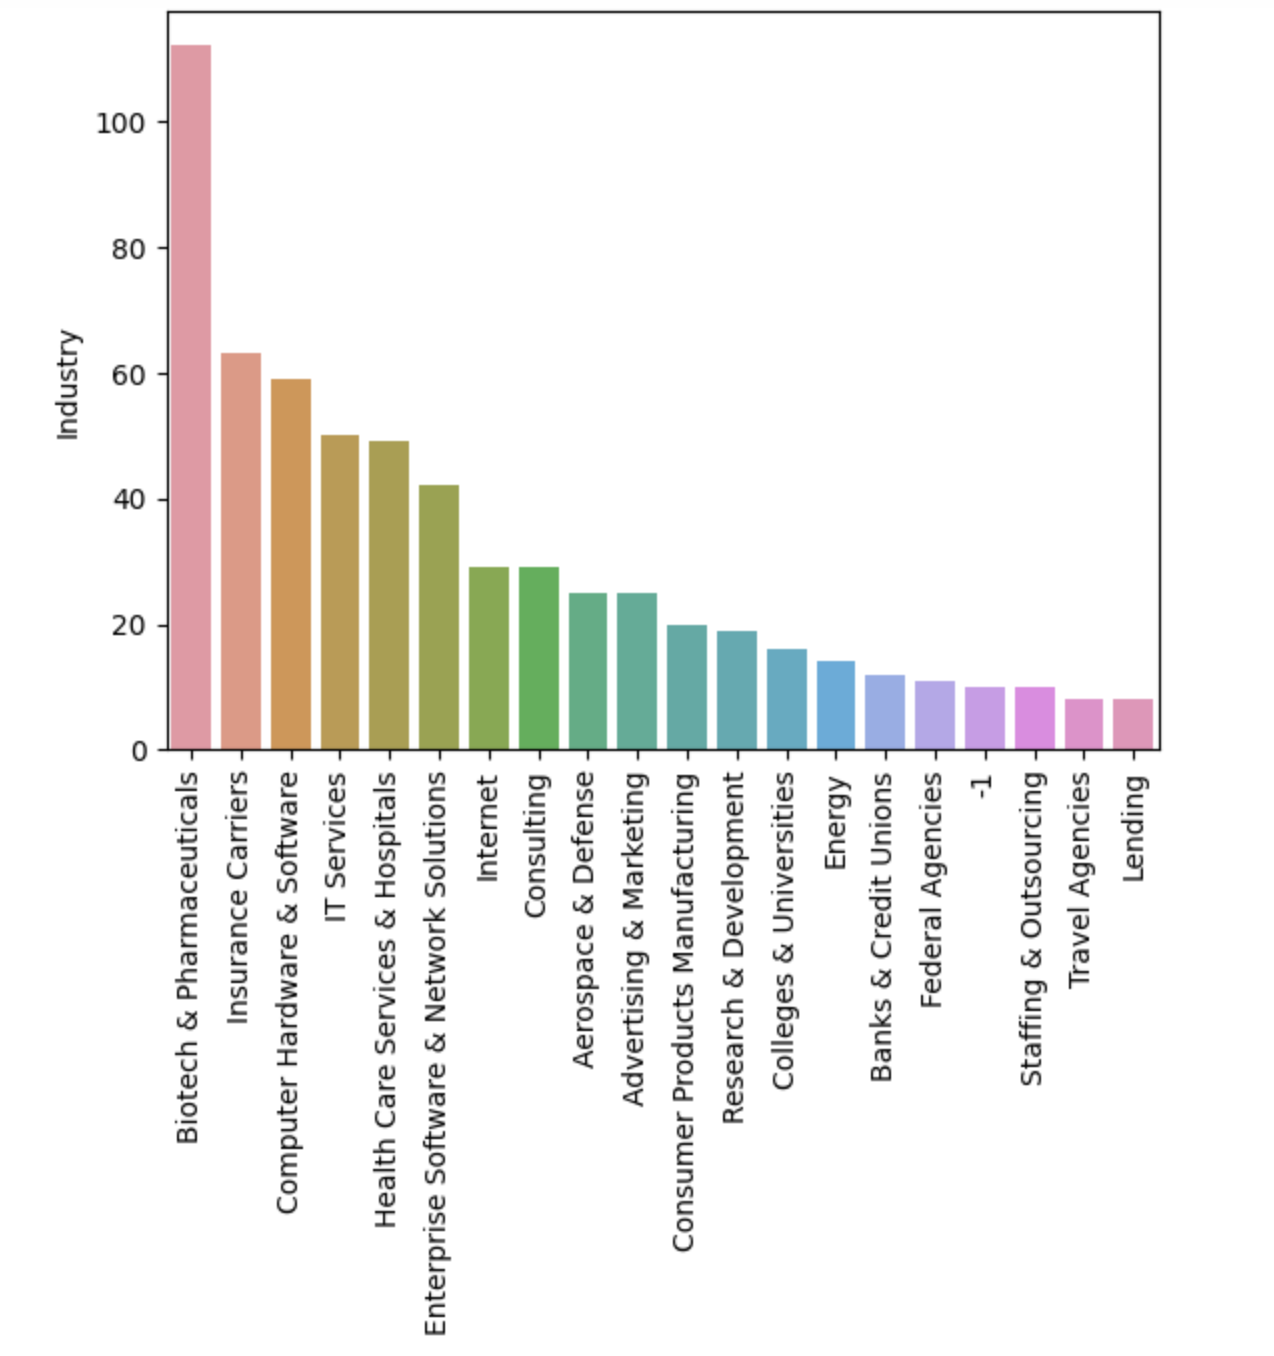 100
80
60
40
20
0
Industry
Biotech & Pharmaceuticals
Insurance Carriers
Computer Hardware & Software
IT Services
Health Care Services & Hospitals
Enterprise Software & Network Solutions
Internet
Consulting
Aerospace & Defense
Advertising & Marketing
Consumer Products Manufacturing
Research & Development
Colleges & Universities
Energy
Banks & Credit Unions
Federal Agencies
-1
Staffing & Outsourcing
Travel Agencies
Lending